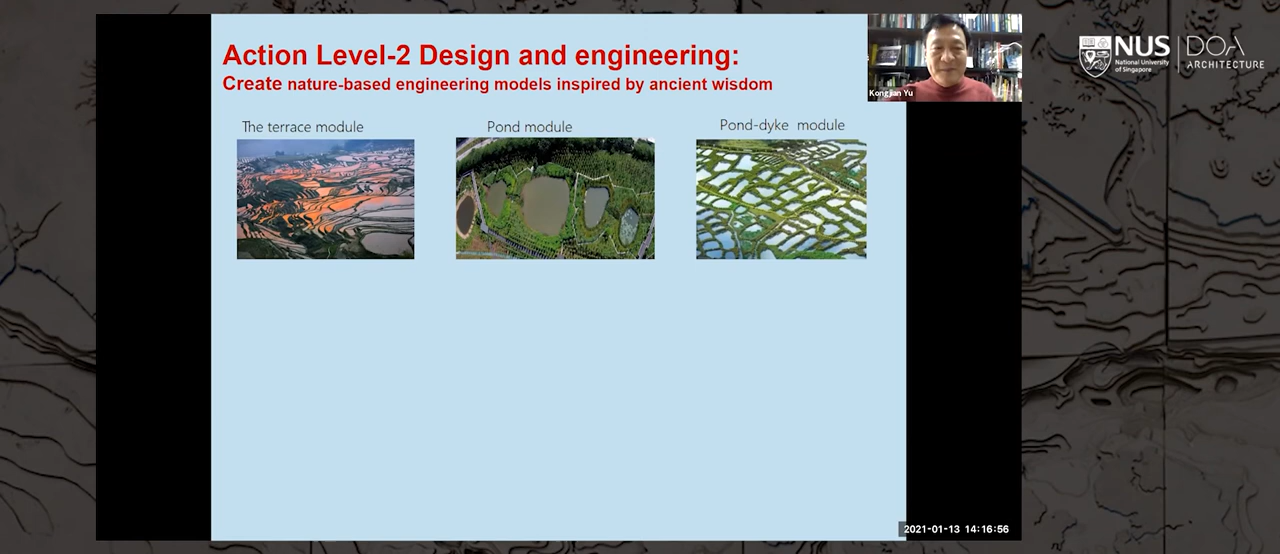 Action Level-2 Design and engineering:
Create nature-based engineering models inspired by ancient wisdom
The terrace module
Pond module
Pond-dyke module
Kongjian Yu
NUS
National University
of Singapore
DOA
ARCHITECTURE
2021-01-13 14:16:56